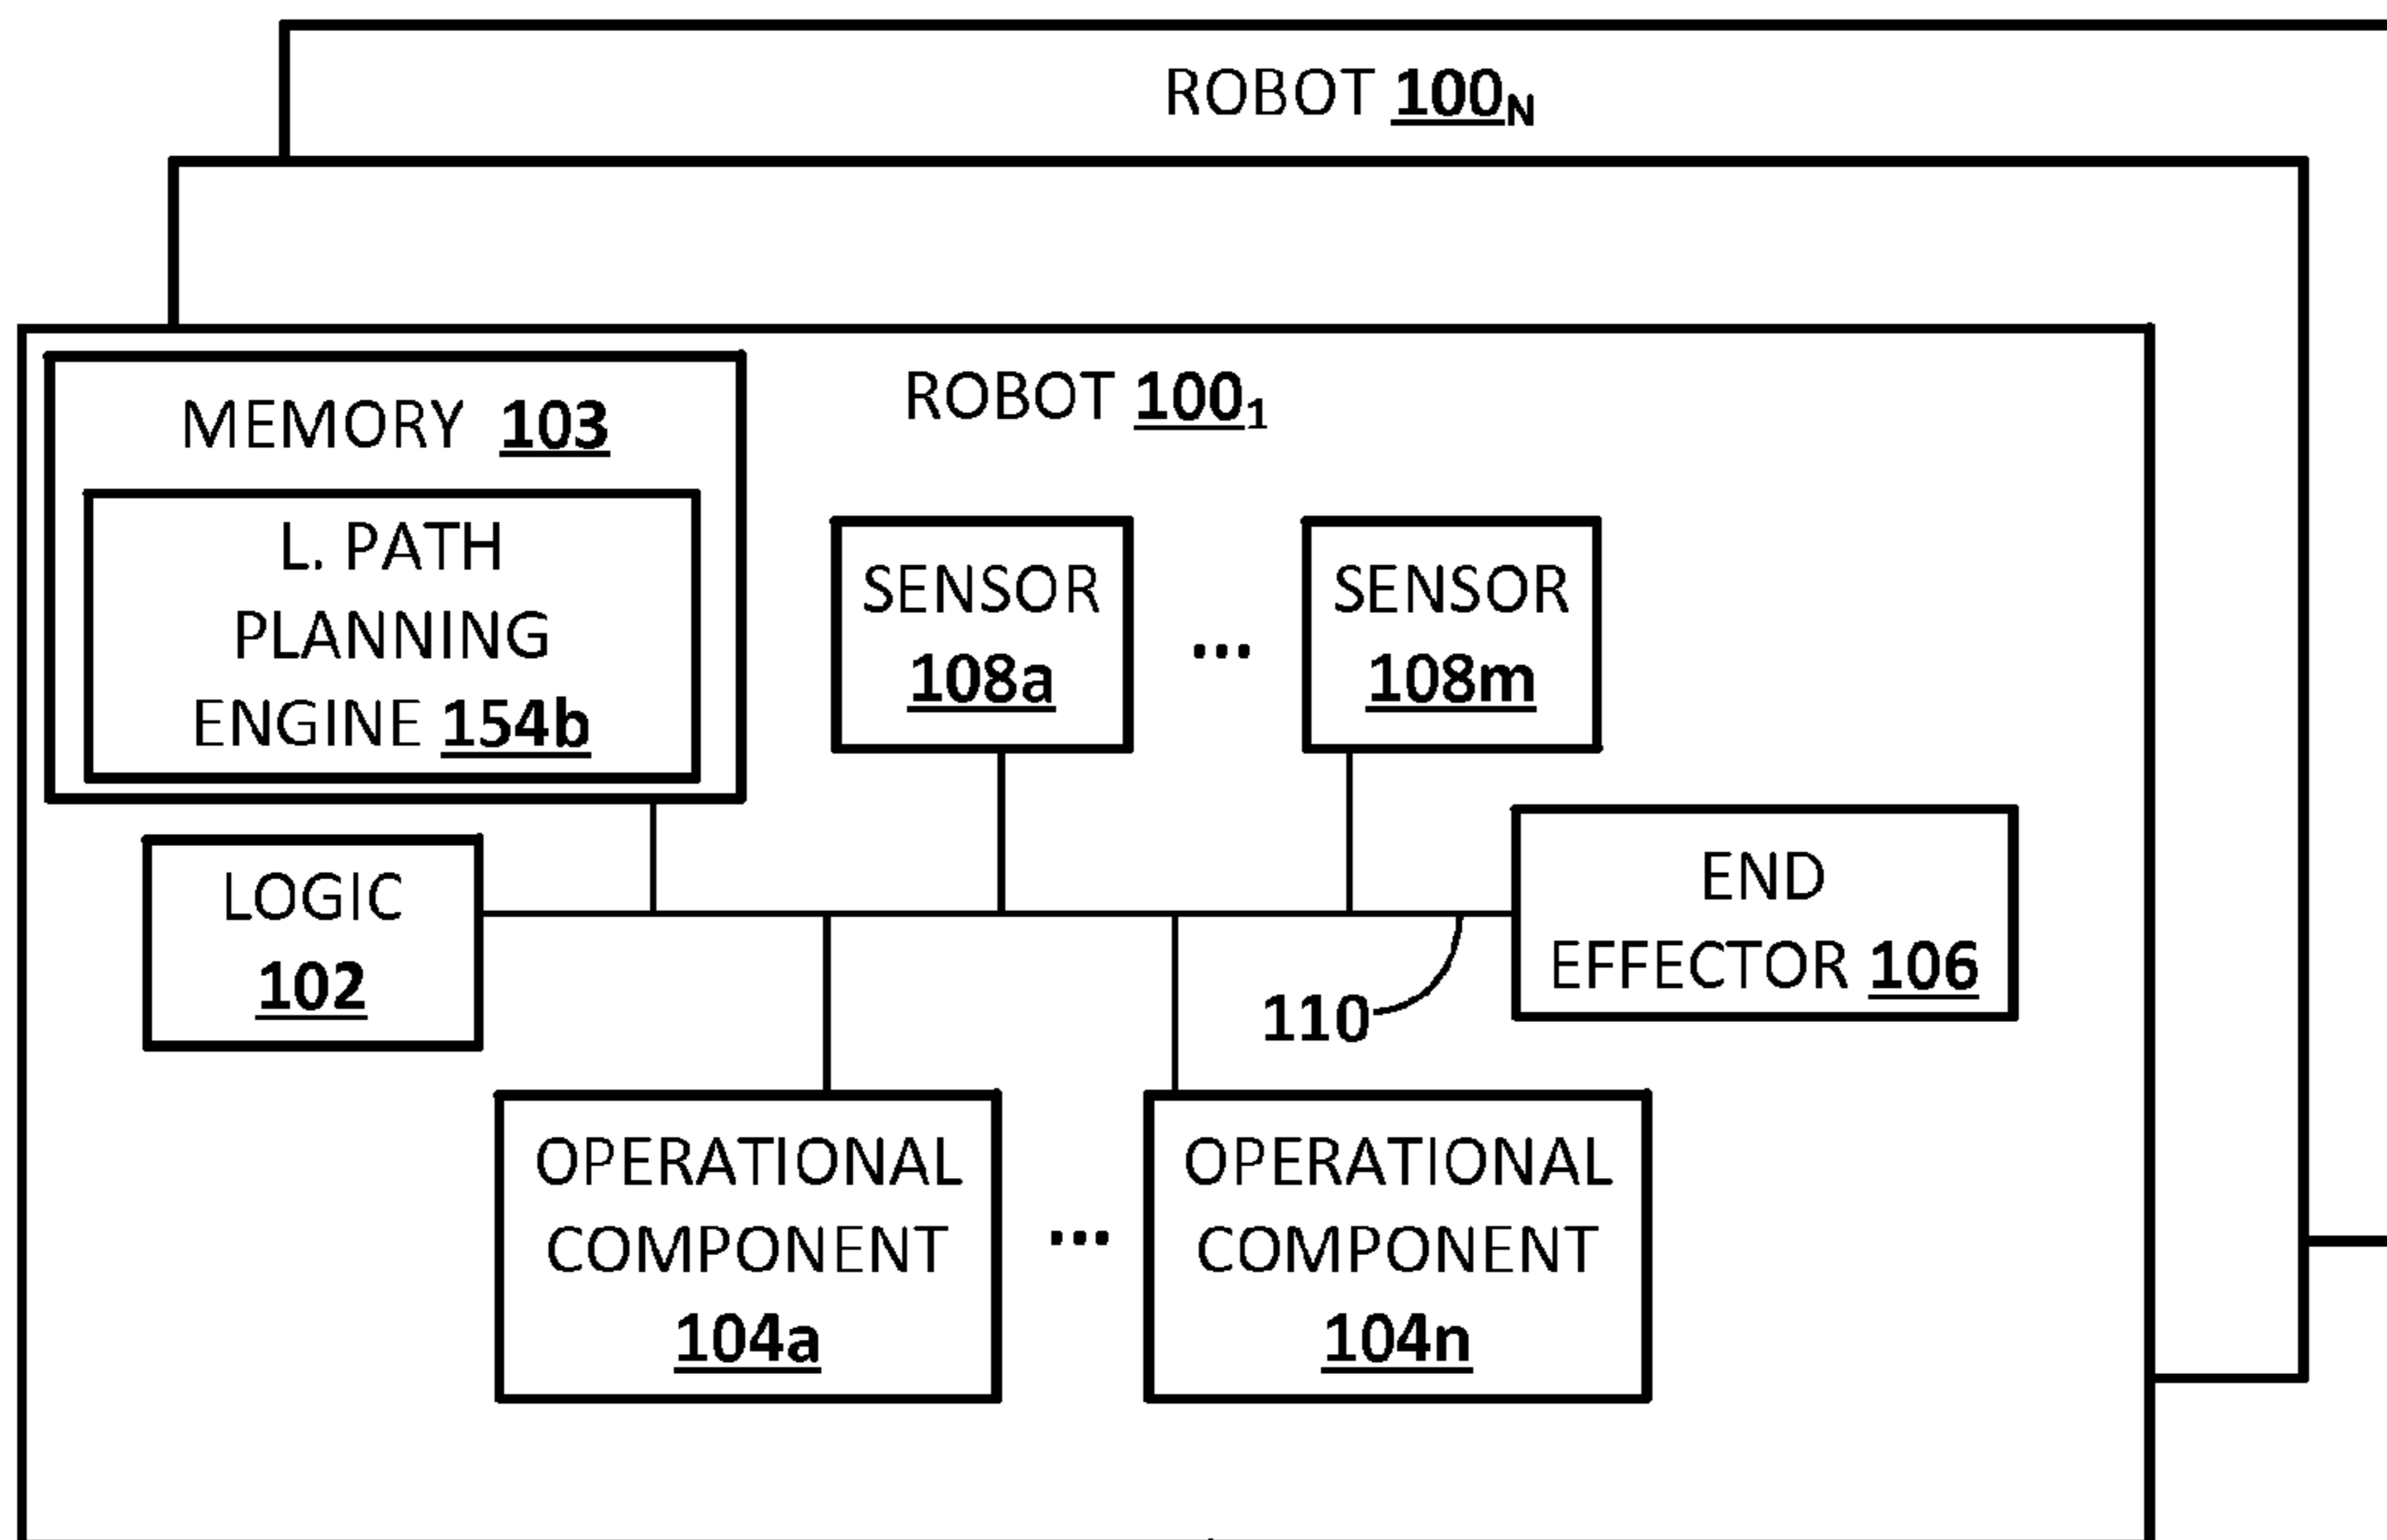 ROBOT 100N
ROBOT 1001
MEMORY 103
L. PATH
PLANNING
ENGINE 154b
SENSOR
108a
...
SENSOR
108m
LOGIC
102
END
EFFECTOR 106
110
OPERATIONAL
COMPONENT
104a
...
OPERATIONAL
COMPONENT
104n